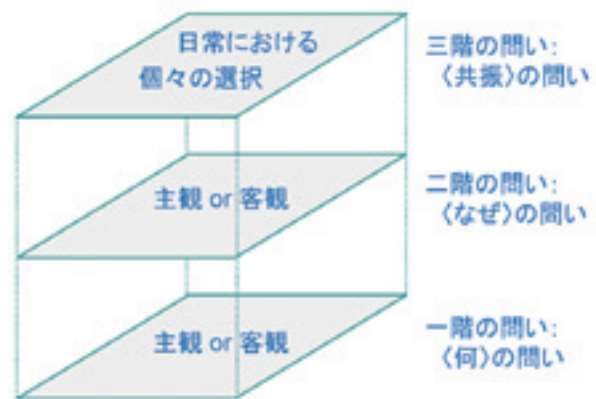 日常における
個々の選択
三階の問い:
〈共振〉の問い
主観 or 客観
二階の問い:
〈なぜ〉の問い
主観 or 客観
一階の問い:
〈何〉の問い